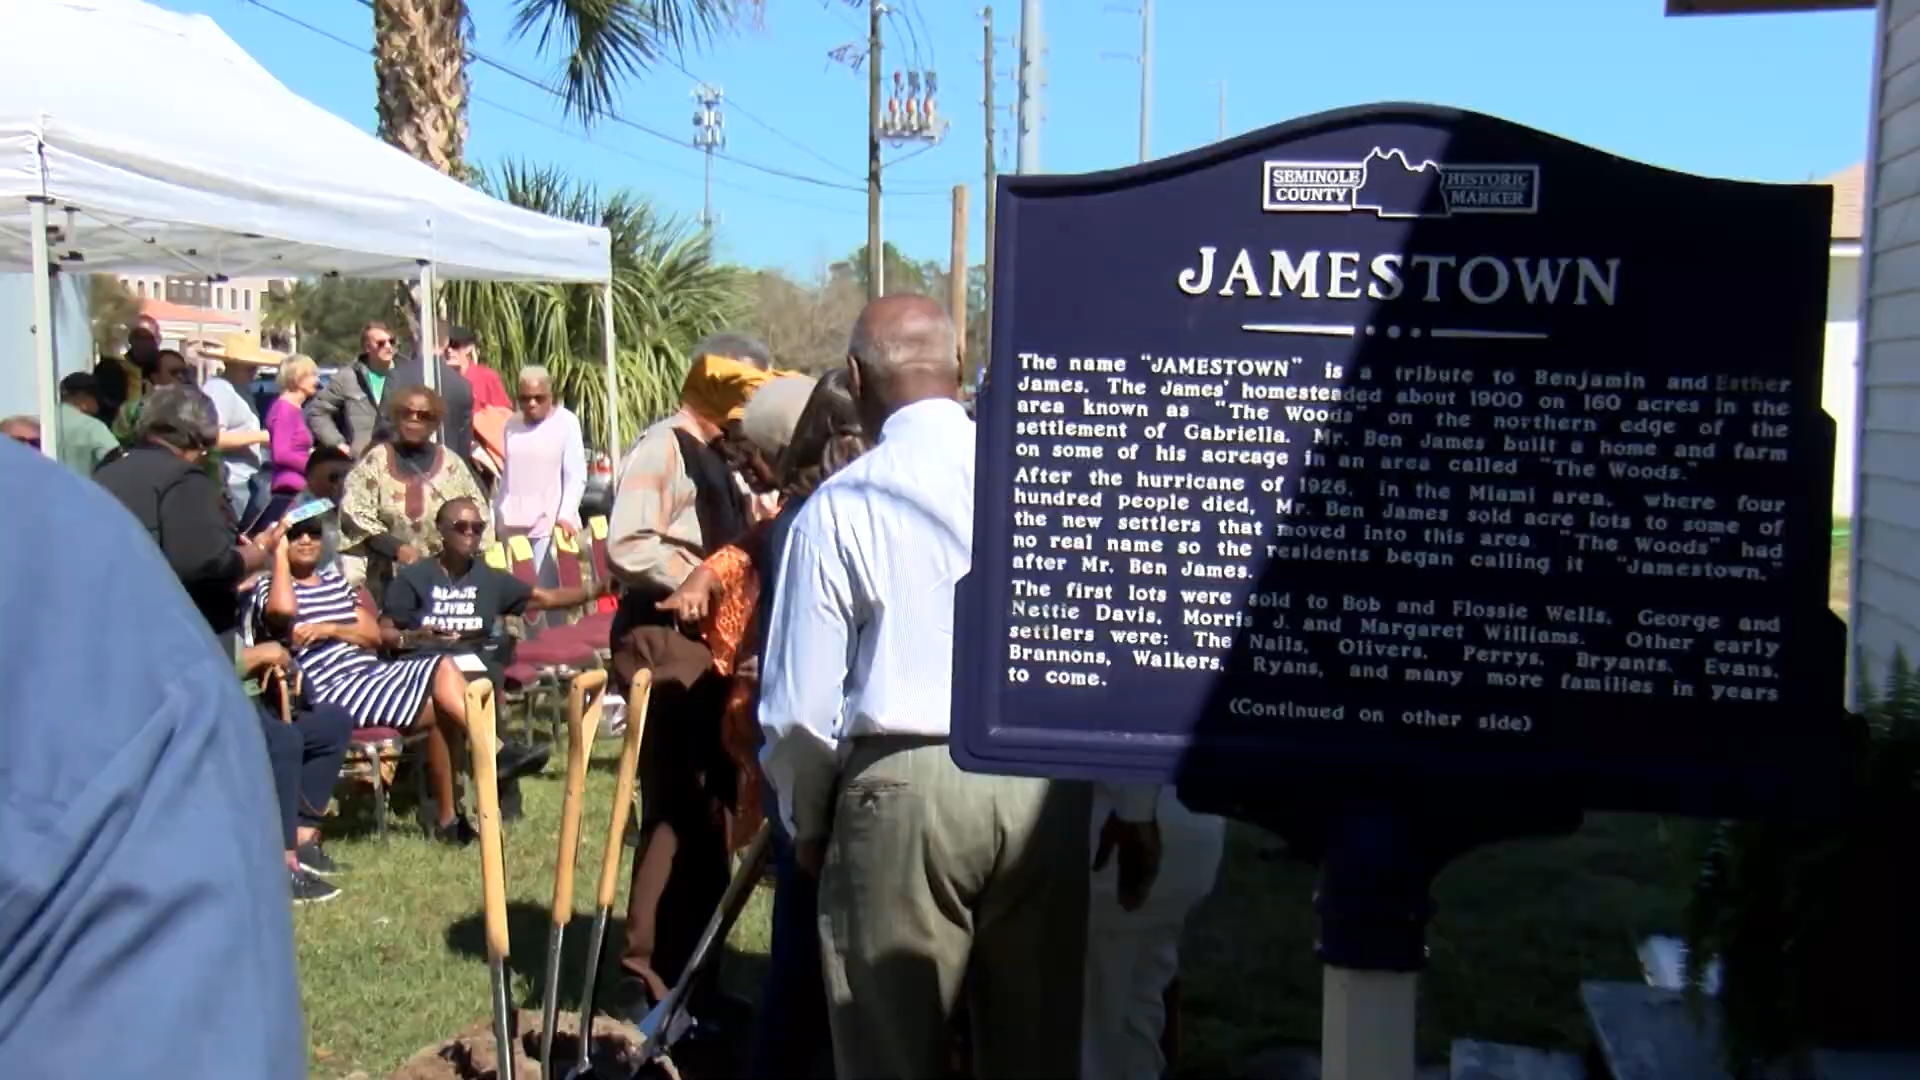 SEMINOLE HISTORIC
COUNTY MARKER
JAMESTOWN
The name "JAMESTOWN" is a tribute to Benjamin and Esther
James. The James' homesteaded about 1900 on 160 acres in the
area known as "The Woods" on the northern edge of the
settlement of Gabriella. Mr. Ben James built a home and farm
on some of his acreage in an area called "The Woods."
After the hurricane of 1926, in the Miami area, where four
hundred people died, Mr. Ben James sold acre lots to some of
the new settlers that moved into this area. "The Woods" had
no real name so the residents began calling it "Jamestown,"
after Mr. Ben James.
The first lots were sold to Bob and Flossie Wells, George and
Nettie Davis, Morris J. and Margaret Williams. Other early
settlers were: The Nails, Olivers, Perrys, Bryants, Evans,
Brannons, Walkers, Ryans, and many more families in years
to come.
(Continued on other side)
BLACK
LIVES
MATTER